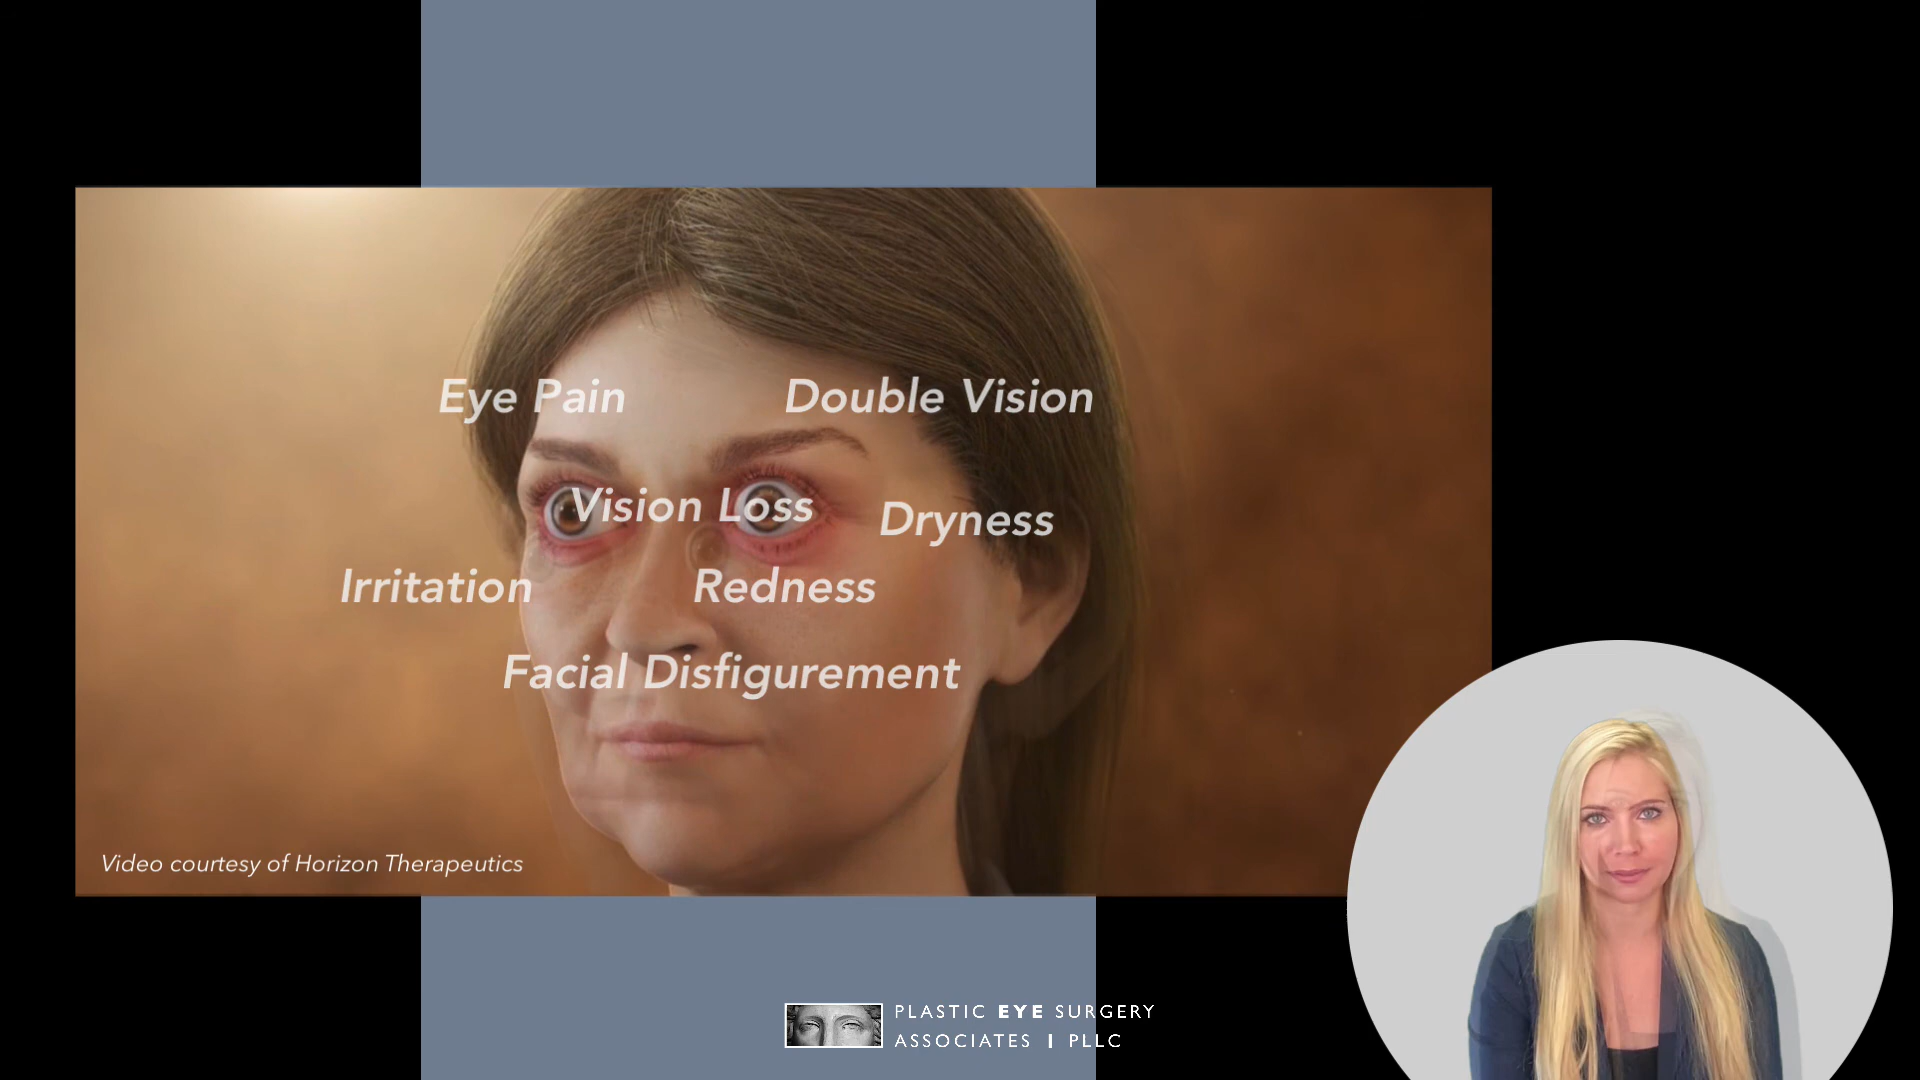 Eye Pain
Double Vision
Vision Loss
Dryness
Irritation
Redness
Facial Disfigurement
Video courtesy of Horizon Therapeutics
PLASTIC EYE SURGERY
ASSOCIATES | PLLC